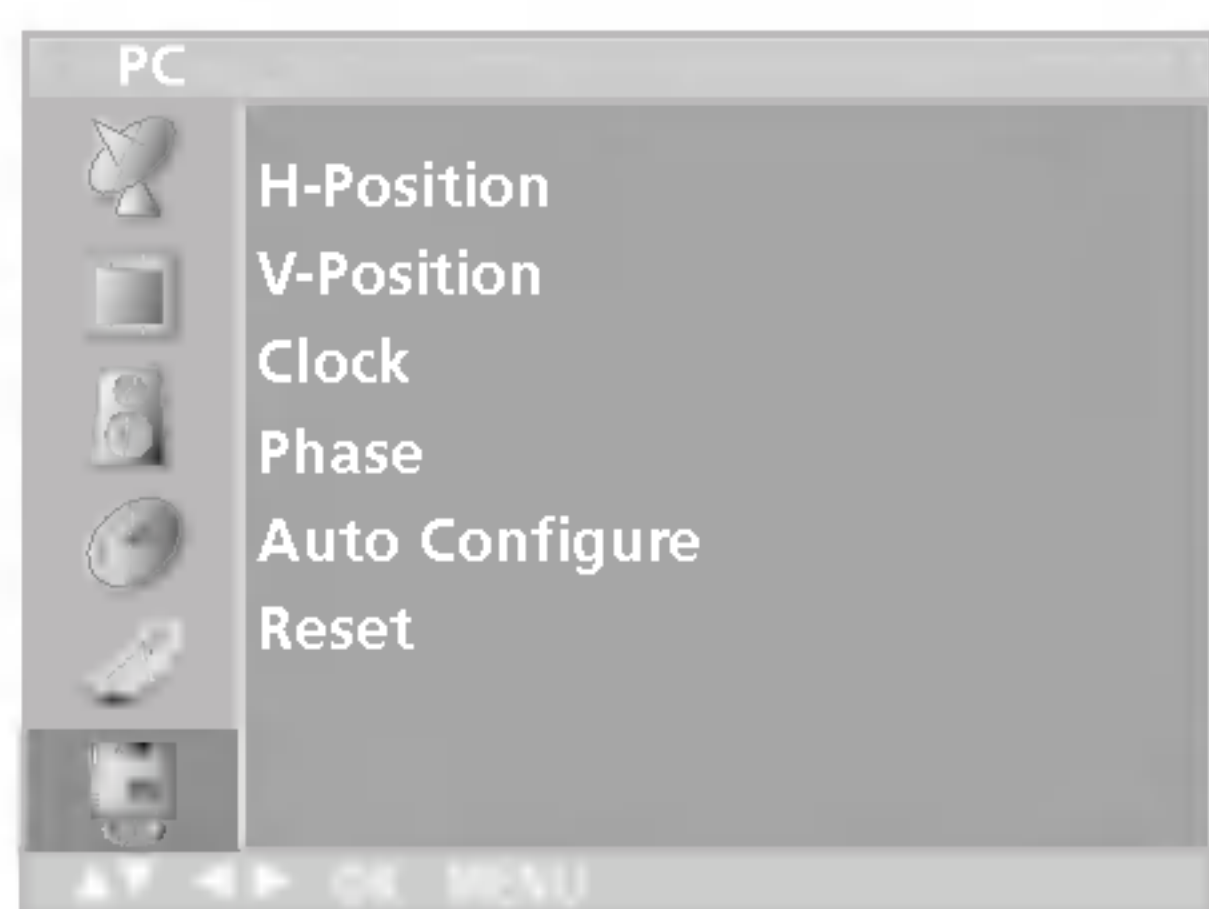 PC
H-Position
V-Position
Clock
Phase
Auto Configure
Reset
▲▼ ◀▶ OK MENU